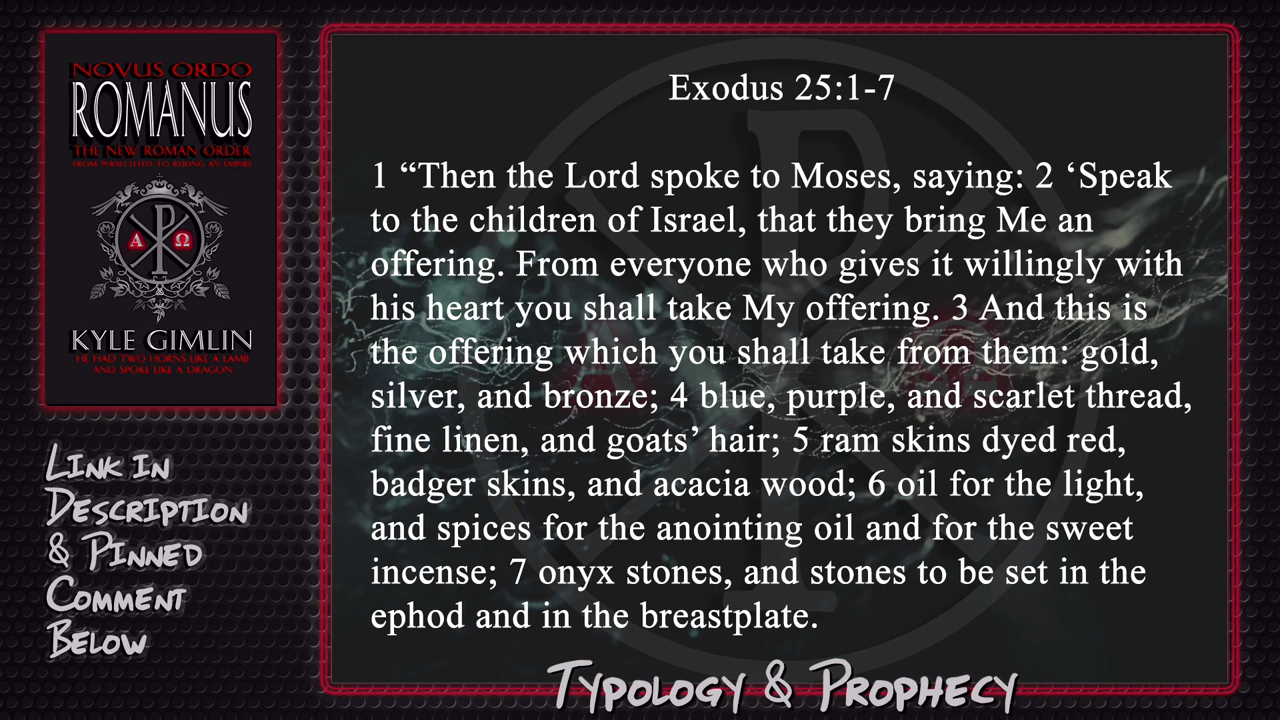 NOVUS ORDO
ROMANUS
THE NEW ROMAN ORDER
FROM PERSECUTED TO RULING AN EMPIRE
Α Ω
KYLE GIMLIN
HE HAD TWO HORNS LIKE A LAMB
AND SPOKE LIKE A DRAGON
LINK IN
DESCRIPTION
& PINNED
COMMENT
BELOW
Exodus 25:1-7
1 “Then the Lord spoke to Moses, saying: 2 ‘Speak
to the children of Israel, that they bring Me an
offering. From everyone who gives it willingly with
his heart you shall take My offering. 3 And this is
the offering which you shall take from them: gold,
silver, and bronze; 4 blue, purple, and scarlet thread,
fine linen, and goats’ hair; 5 ram skins dyed red,
badger skins, and acacia wood; 6 oil for the light,
and spices for the anointing oil and for the sweet
incense; 7 onyx stones, and stones to be set in the
ephod and in the breastplate.
TYPOLOGY & PROPHECY